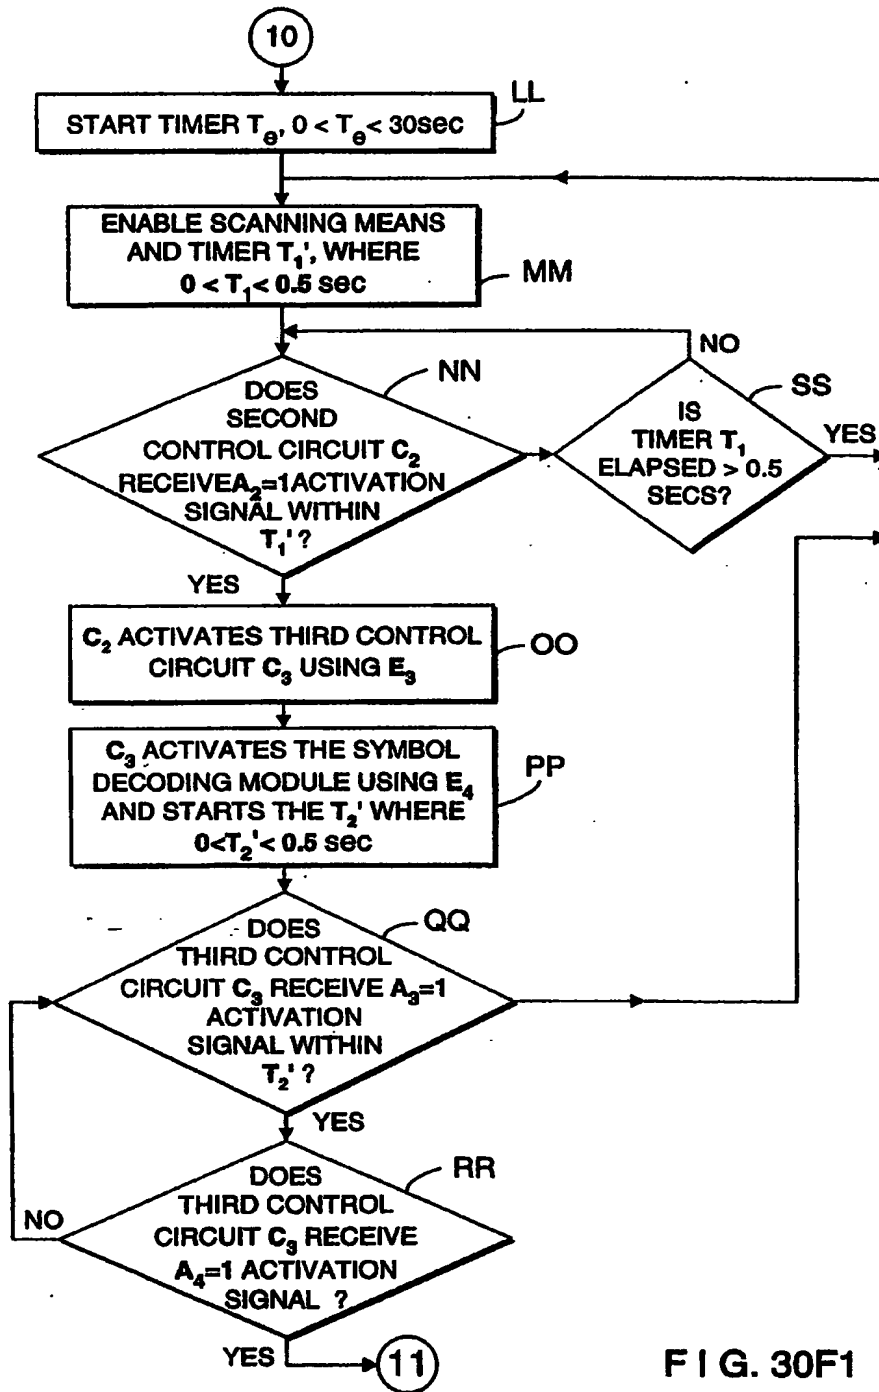 10
LL
START TIMER Tₑ, 0 < Tₑ < 30sec
ENABLE SCANNING MEANS
AND TIMER T₁', WHERE
0 < T₁ < 0.5 sec
MM
NO
NN
SS
DOES
SECOND
CONTROL CIRCUIT C₂
RECEIVEA₂=1ACTIVATION
SIGNAL WITHIN
T₁' ?
IS
TIMER T₁
ELAPSED > 0.5
SECS?
YES
YES
C₂ ACTIVATES THIRD CONTROL
CIRCUIT C₃ USING E₃
OO
C₃ ACTIVATES THE SYMBOL
DECODING MODULE USING E₄
AND STARTS THE T₂' WHERE
0<T₂'< 0.5 sec
PP
QQ
DOES
THIRD CONTROL
CIRCUIT C₃ RECEIVE A₃=1
ACTIVATION
SIGNAL WITHIN
T₂' ?
YES
RR
DOES
THIRD CONTROL
CIRCUIT C₃ RECEIVE
A₄=1 ACTIVATION
SIGNAL ?
NO
YES
11
FIG. 30F1